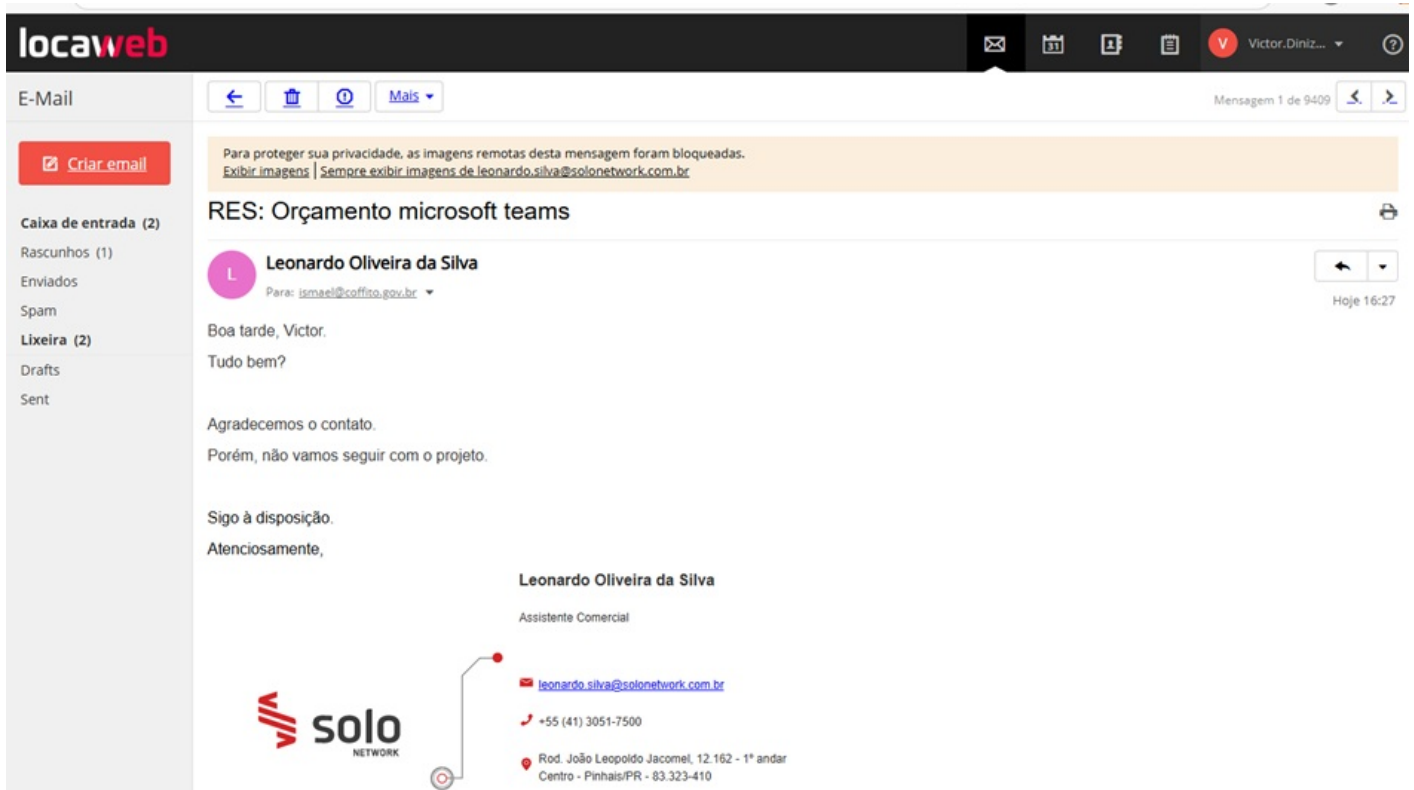 locaweb
31
V
Victor.Diniz...
E-Mail
Mais
Mensagem 1 de 9409
Criar email
Para proteger sua privacidade, as imagens remotas desta mensagem foram bloqueadas.
Exibir imagens | Sempre exibir imagens de leonardo.silva@solonetwork.com.br
Caixa de entrada (2)
Rascunhos (1)
Enviados
Spam
Lixeira (2)
Drafts
Sent
RES: Orçamento microsoft teams
L
Leonardo Oliveira da Silva
Para: ismael@coffito.gov.br
Hoje 16:27
Boa tarde, Victor.
Tudo bem?
Agradecemos o contato.
Porém, não vamos seguir com o projeto.
Sigo à disposição.
Atenciosamente,
Leonardo Oliveira da Silva
Assistente Comercial
leonardo.silva@solonetwork.com.br
+55 (41) 3051-7500
Rod. João Leopoldo Jacomel, 12.162 - 1º andar
Centro - Pinhais/PR - 83.323-410
solo
NETWORK